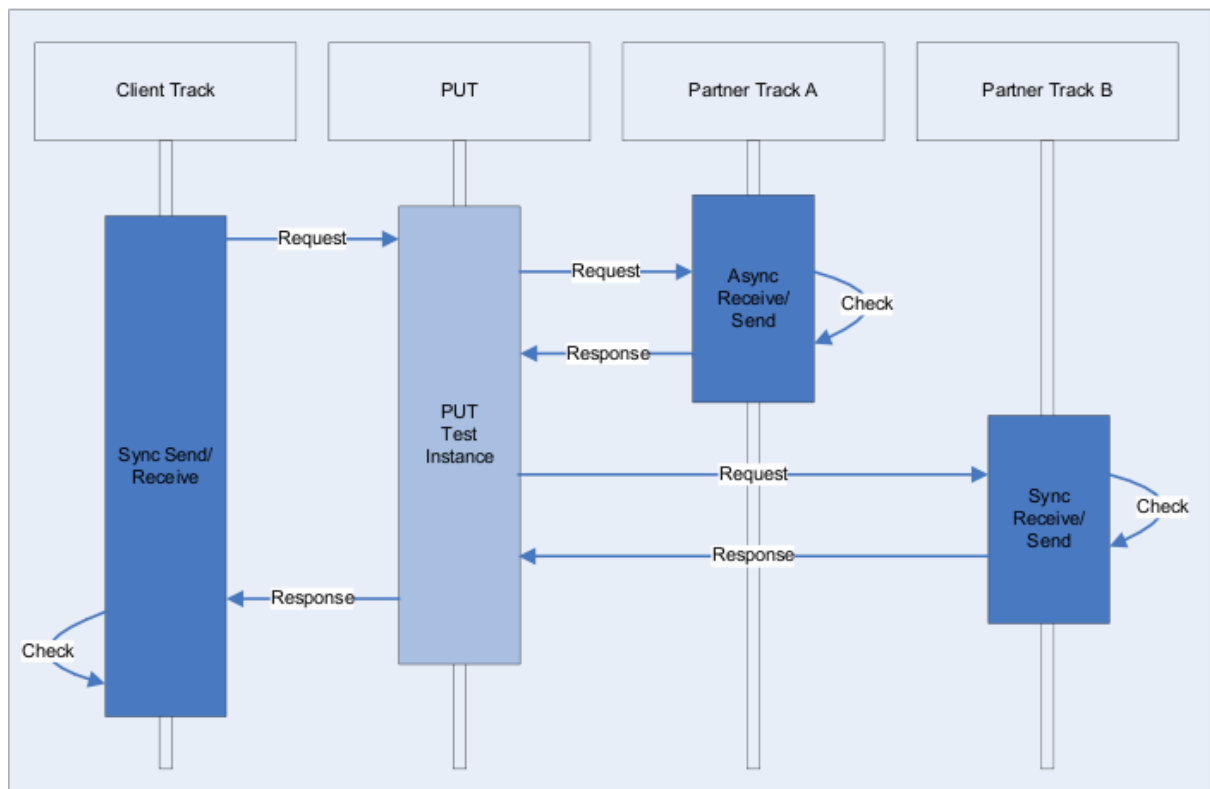 Client Track
PUT
Partner Track A
Partner Track B
Request
Request
Async
Receive/
Send
Check
Response
PUT
Test
Instance
Sync Send/
Receive
Request
Sync
Receive/
Send
Check
Response
Response
Check